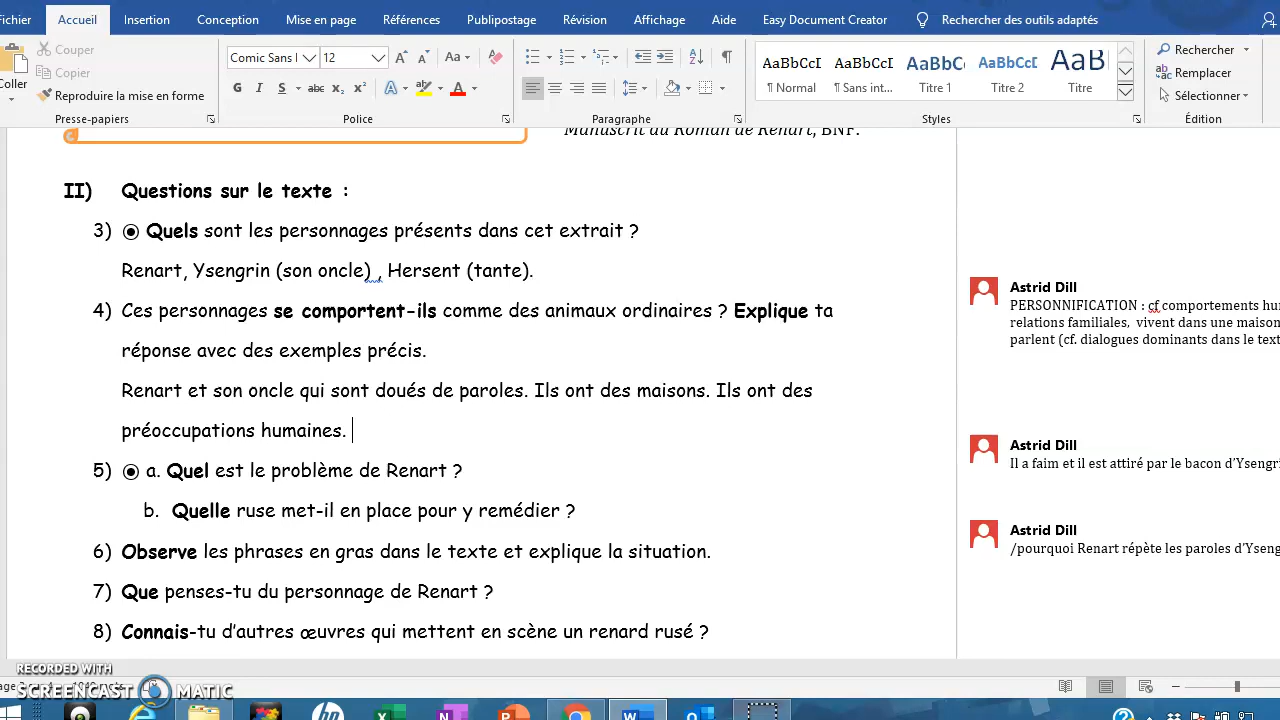 Fichier Accueil Insertion Conception Mise en page Références Publipostage Révision Affichage Aide Easy Document Creator Rechercher des outils adaptés
Coller
Couper
Copier
Reproduire la mise en forme
Presse-papiers
Comic Sans 12
Aa
G I S abc x₂ x²
Police
Paragraphe
AaBbCcI AaBbCcI AaBbC AaBbCcD AaB
¶ Normal ¶ Sans int... Titre 1 Titre 2 Titre
Styles
Rechercher
Remplacer
Sélectionner
Édition
Manuscrit du Roman de Renart, BNF.
II) Questions sur le texte :
3) Quels sont les personnages présents dans cet extrait ?
Renart, Ysengrin (son oncle) , Hersent (tante).
4) Ces personnages se comportent-ils comme des animaux ordinaires ? Explique ta
réponse avec des exemples précis.
Renart et son oncle qui sont doués de paroles. Ils ont des maisons. Ils ont des
préoccupations humaines.
5) a. Quel est le problème de Renart ?
b. Quelle ruse met-il en place pour y remédier ?
6) Observe les phrases en gras dans le texte et explique la situation.
7) Que penses-tu du personnage de Renart ?
8) Connais-tu d'autres œuvres qui mettent en scène un renard rusé ?
Astrid Dill
PERSONNIFICATION : cf comportements hu
relations familiales, vivent dans une maison
parlent (cf. dialogues dominants dans le text
Astrid Dill
Il a faim et il est attiré par le bacon d'Ysengri
Astrid Dill
/pourquoi Renart répète les paroles d'Yseng
RECORDED WITH
SCREENCAST MATIC